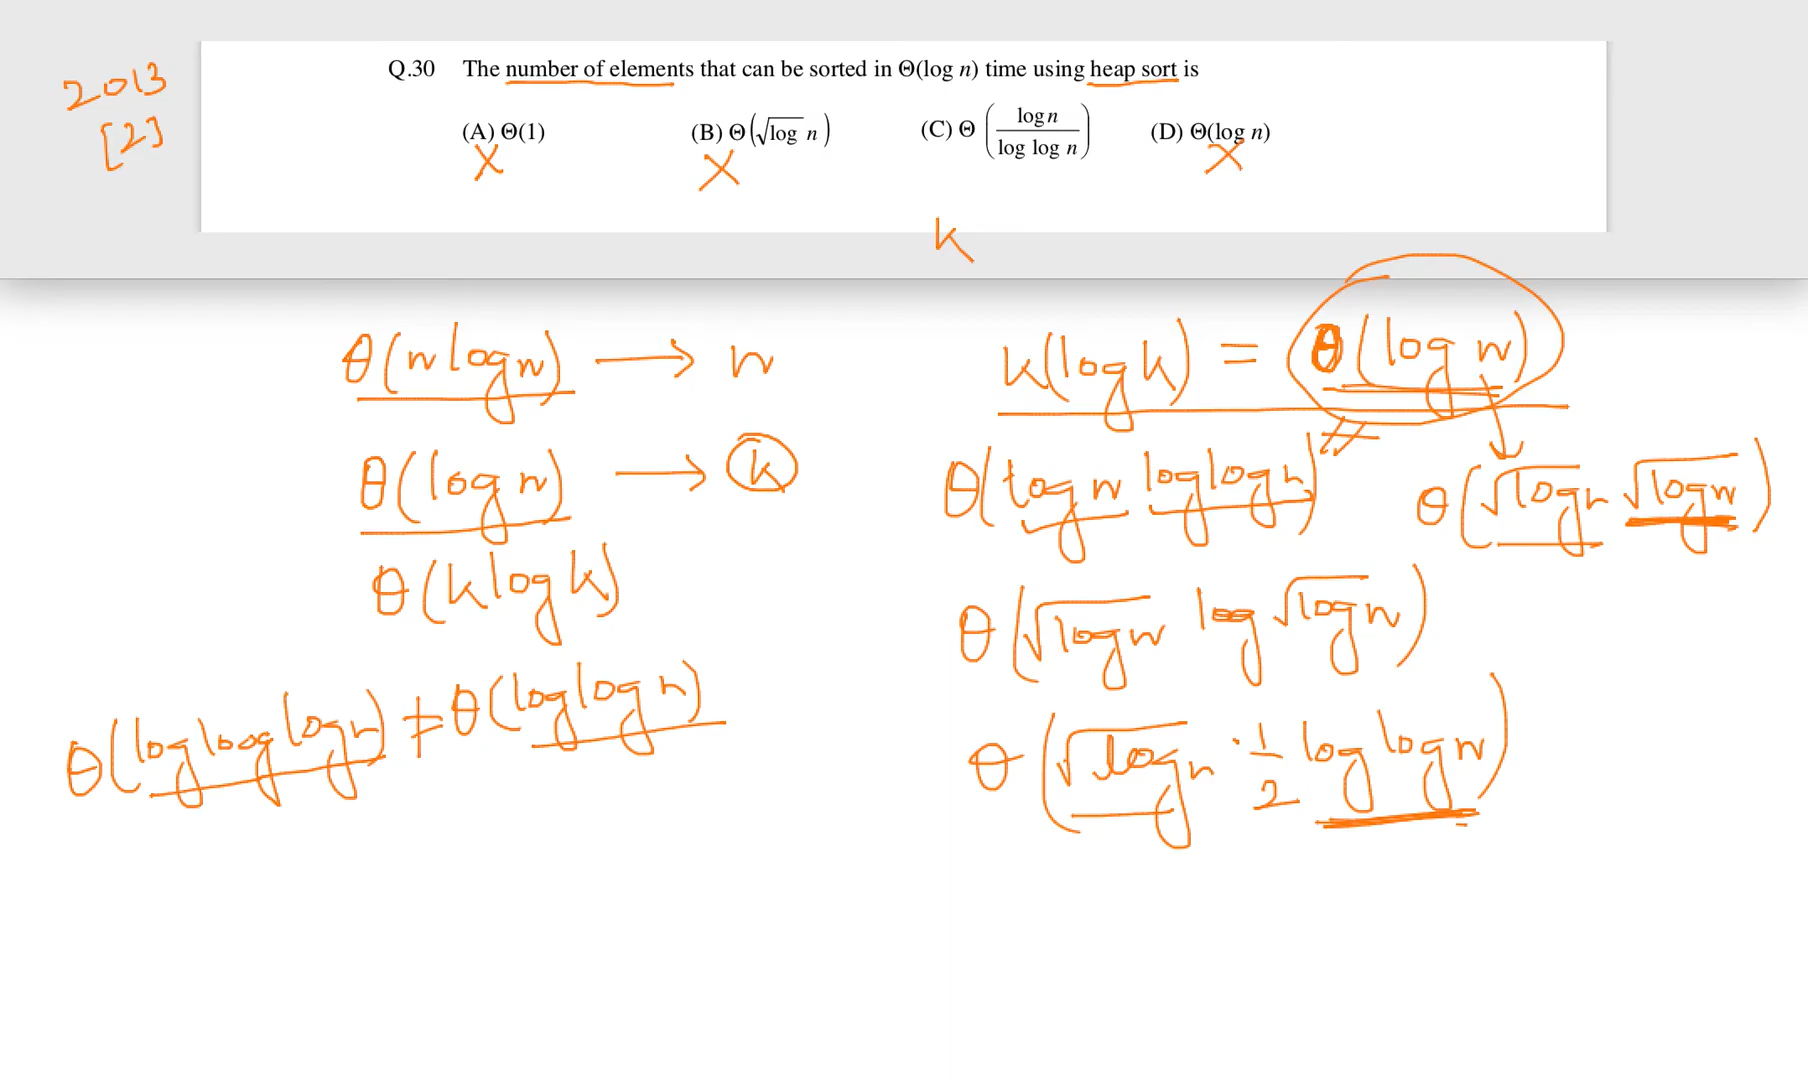 2013
[2]
Q.30 The number of elements that can be sorted in Θ(log n) time using heap sort is
(A) Θ(1) (B) Θ(√log n) (C) Θ(log n / log log n) (D) Θ(log n)
X X X
k
θ(n log n) → n
θ(log n) → k
θ(k log k)
θ(log log log n) ≠ θ(log log n)
k(log k) = θ(log n)
θ(log n log log n) θ(√log n √log n)
θ(√log n log √log n)
θ(√log n · 1/2 log log n)